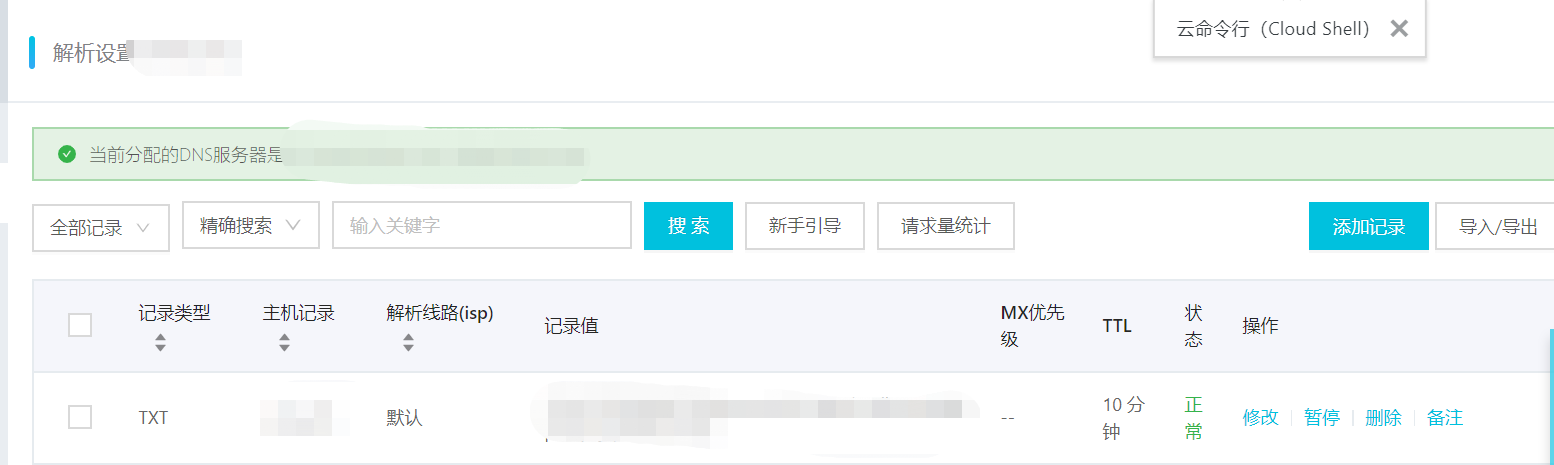 云命令行（Cloud Shell）
解析设置
当前分配的DNS服务器是
全部记录 精确搜索 输入关键字 搜 索 新手引导 请求量统计 添加记录 导入/导出
记录类型 主机记录 解析线路(isp) 记录值 MX优先级 TTL 状态 操作
TXT 默认 -- 10 分钟 正常 修改 暂停 删除 备注